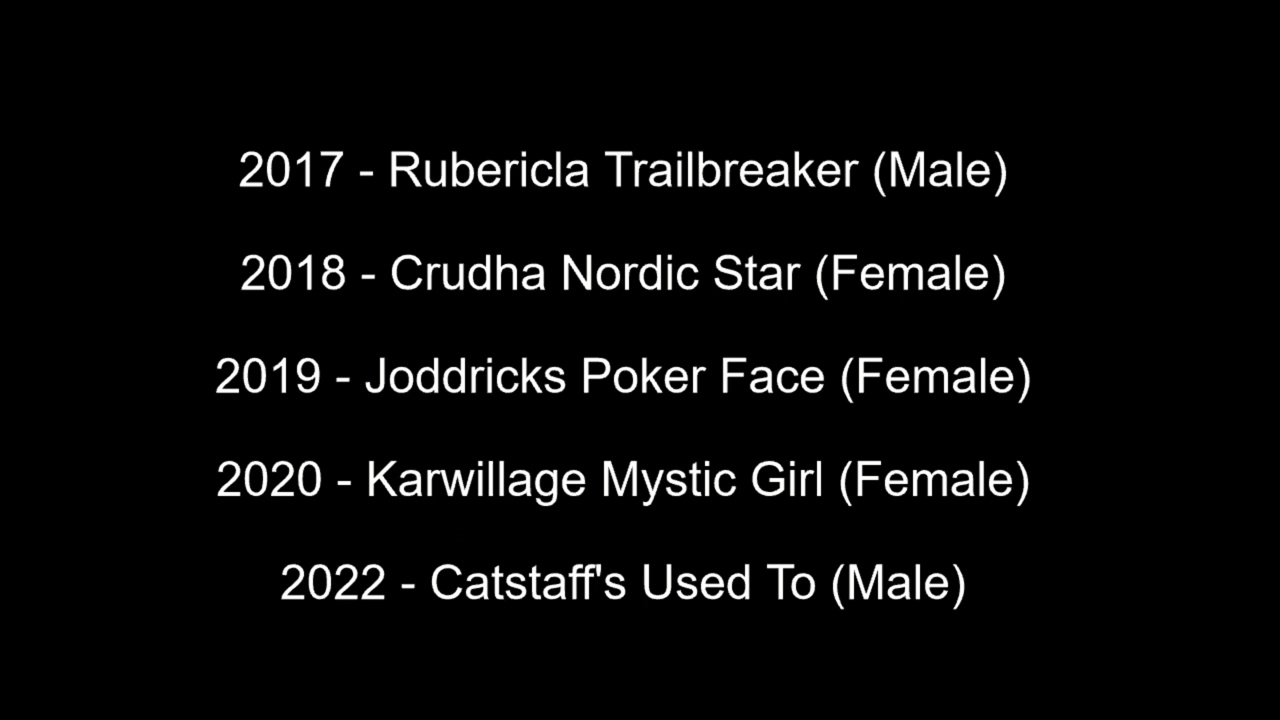 2017 - Rubericla Trailbreaker (Male)
2018 - Crudha Nordic Star (Female)
2019 - Joddricks Poker Face (Female)
2020 - Karwillage Mystic Girl (Female)
2022 - Catstaff's Used To (Male)